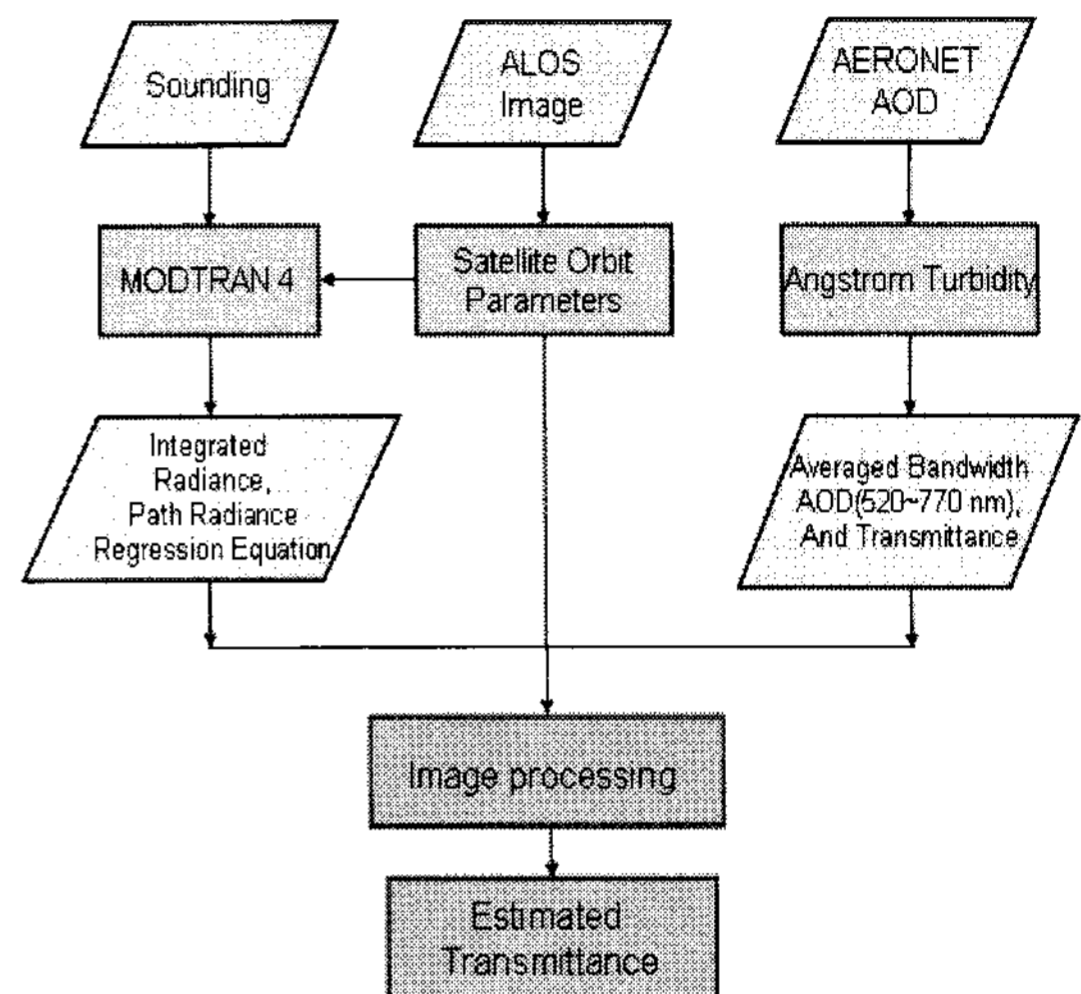 Sounding
ALOS
Image
AERONET
AOD
MODTRAN 4
Satellite Orbit
Parameters
Angstrom Turbidity
Integrated
Radiance,
Path Radiance
Regression Equation
Averaged Bandwidth
AOD(520~770 nm),
And Transmittance
Image processing
Estimated
Transmittance